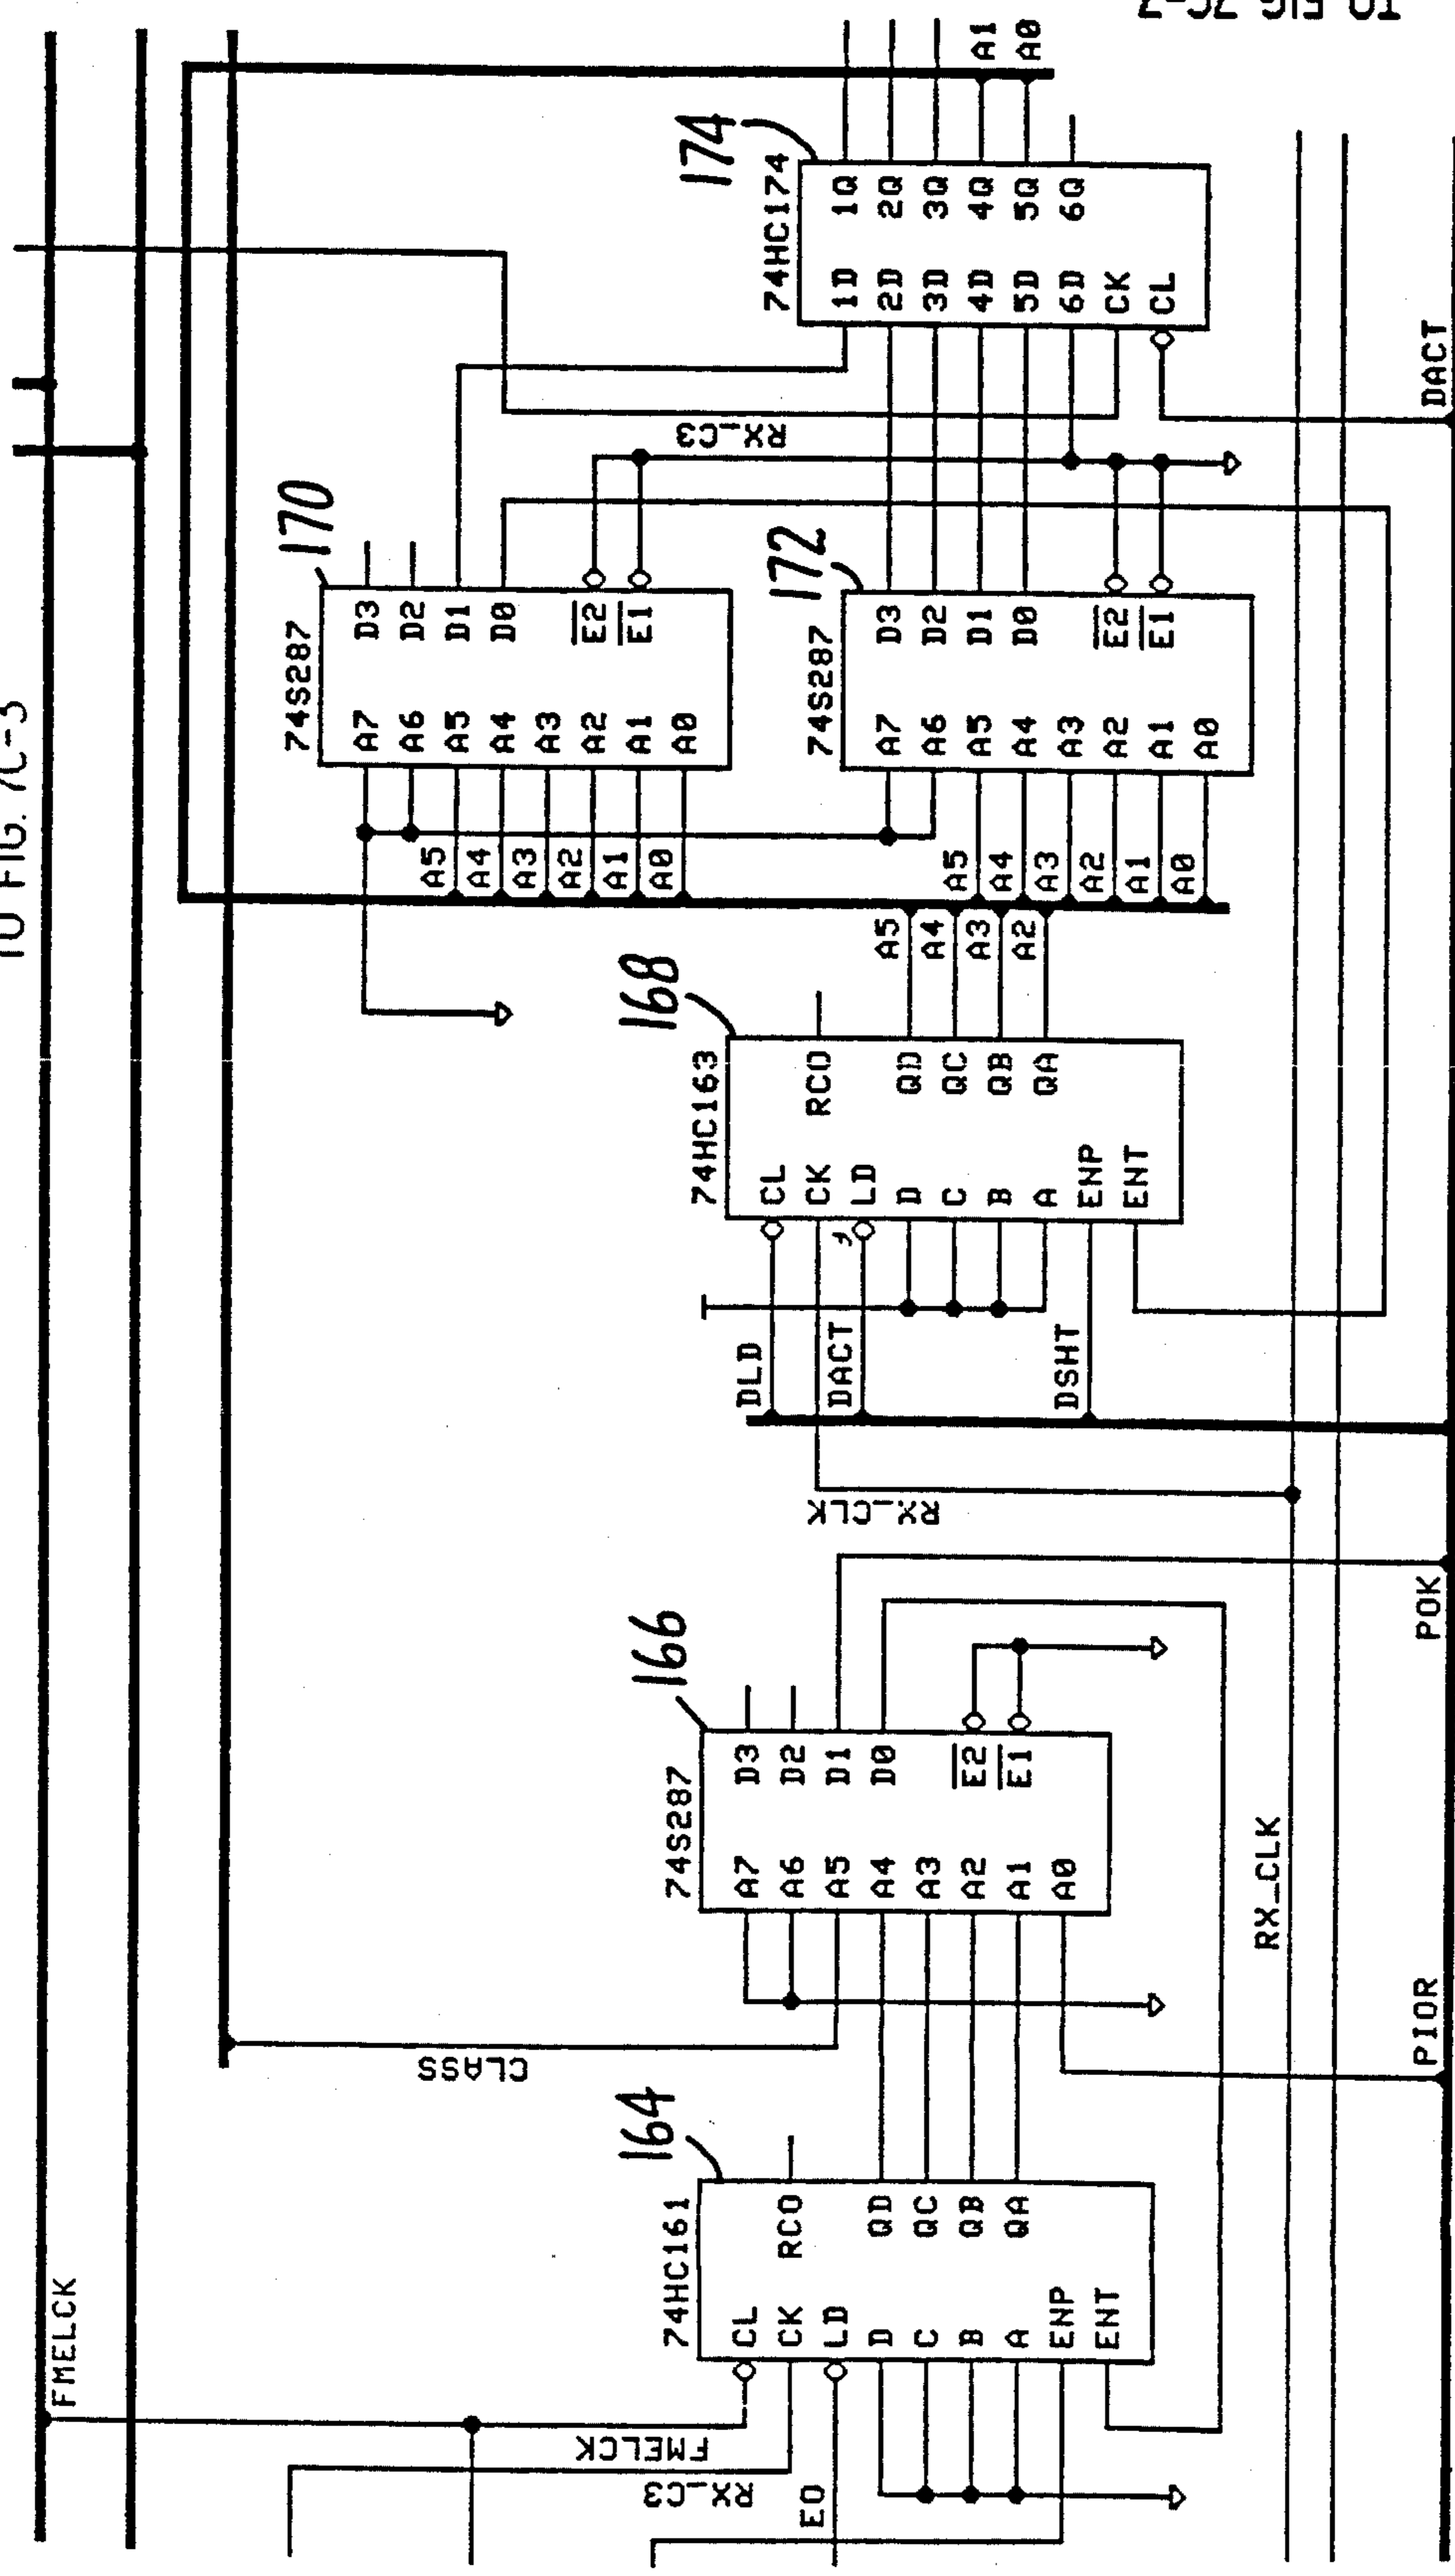 TO FIG. 7C-3
TO FIG 7C-7
FMELCK
FMELCK
RX_C3
EO
164
74HC161
CL
CK
LD
D
C
B
A
ENP
ENT
RCO
QD
QC
QB
QA
CLASS
PIOR
166
74S287
A7
A6
A5
A4
A3
A2
A1
A0
D3
D2
D1
D0
E2
E1
RX_CLK
POK
RX_CLK
DLD
DACT
DSHT
168
74HC163
CL
CK
LD
D
C
B
A
ENP
ENT
RCO
QD
QC
QB
QA
A5
A4
A3
A2
A5
A4
A3
A2
A1
A0
170
74S287
A7
A6
A5
A4
A3
A2
A1
A0
D3
D2
D1
D0
E2
E1
A5
A4
A3
A2
A1
A0
172
74S287
A7
A6
A5
A4
A3
A2
A1
A0
D3
D2
D1
D0
E2
E1
RX_C3
DACT
174
74HC174
1D
2D
3D
4D
5D
6D
CK
CL
1Q
2Q
3Q
4Q
5Q
6Q
A1
A0